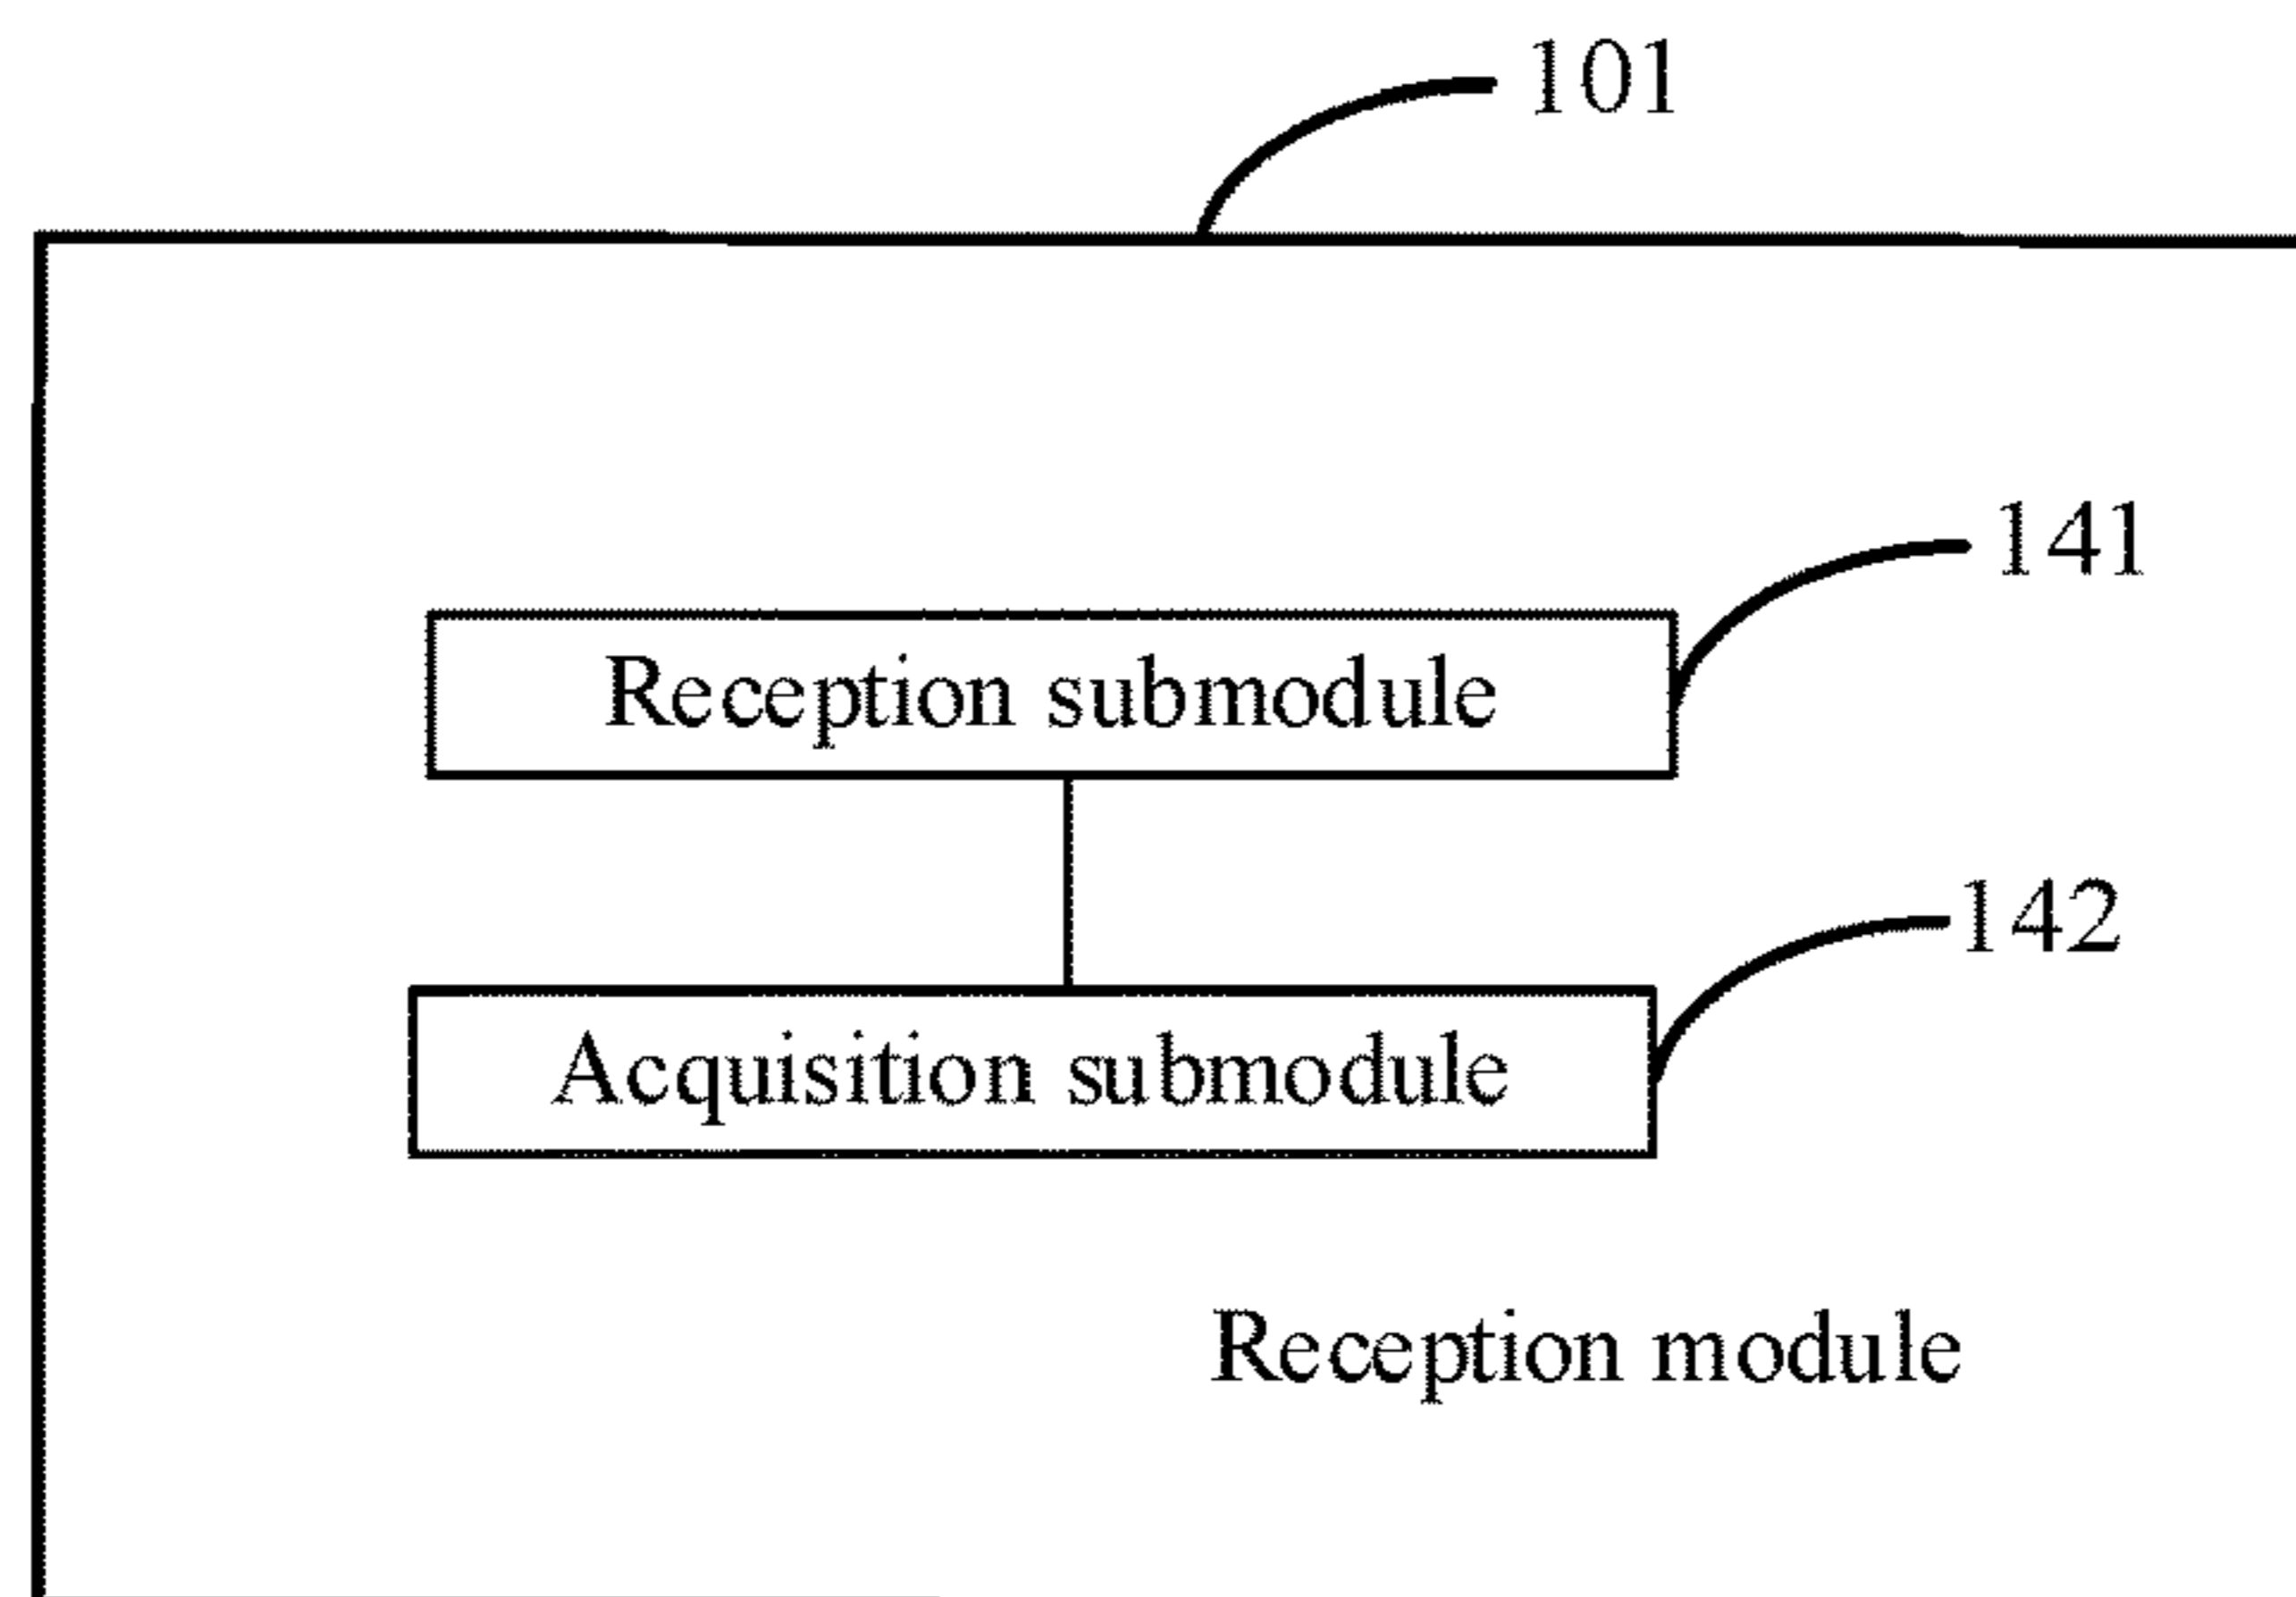 101
141
Reception submodule
142
Acquisition submodule
Reception module